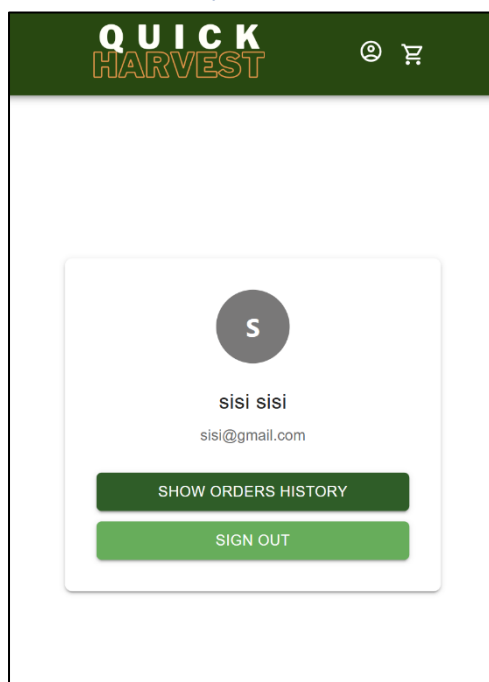 QUICK
HARVEST
S
sisi sisi
sisi@gmail.com
SHOW ORDERS HISTORY
SIGN OUT